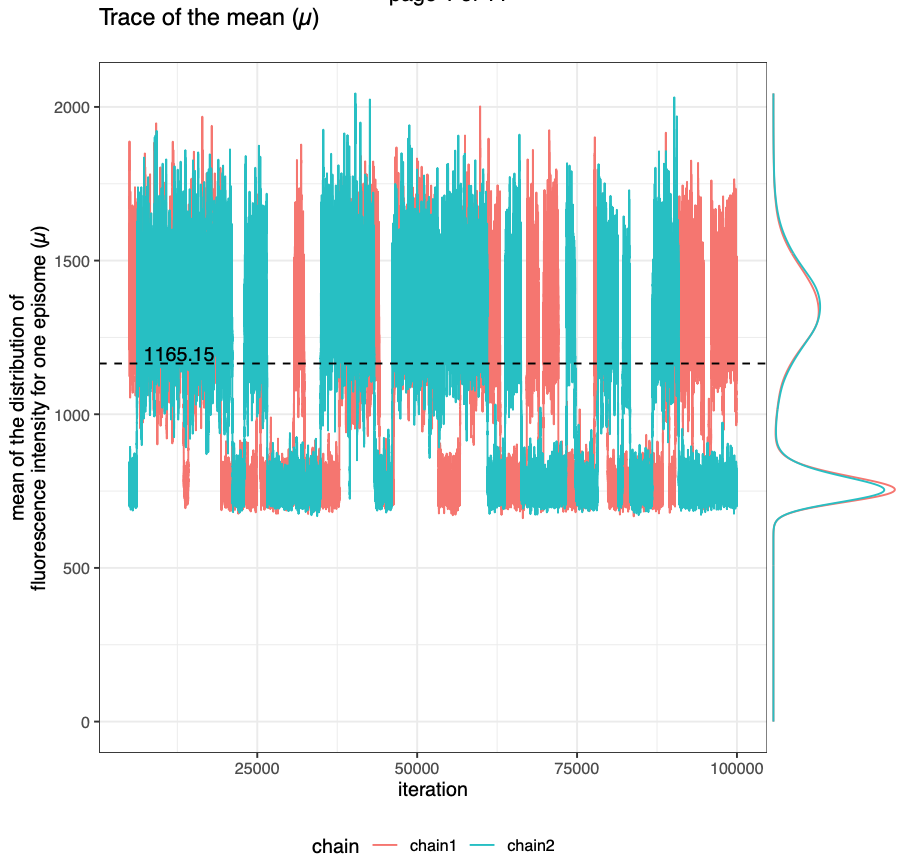 Trace of the mean (μ)
mean of the distribution of
fluorescence intensity for one episome (μ)
2000
1500
1000
500
0
1165.15
25000
50000
75000
100000
iteration
chain
chain1
chain2